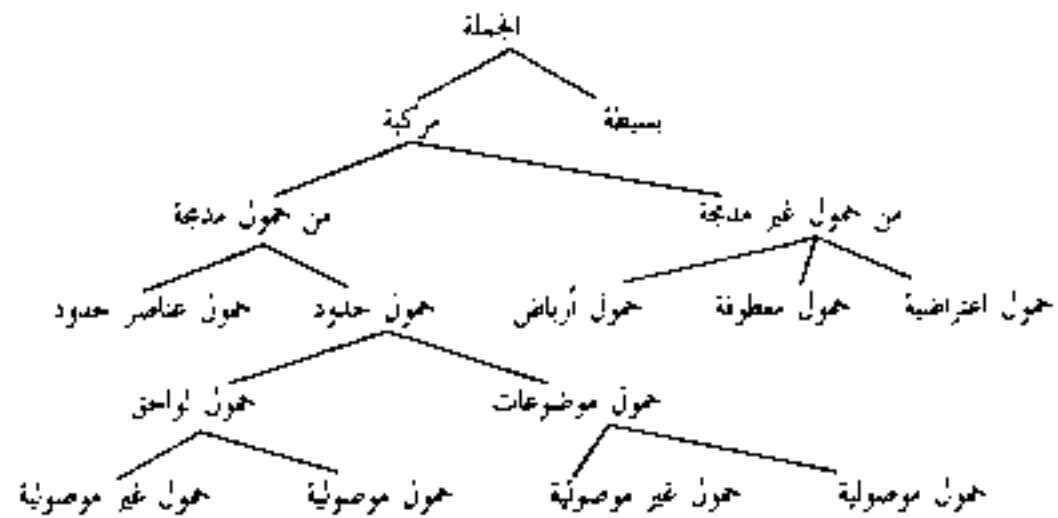 الجملة
بسيطة مركبة
من حمول غير مدمجة من حمول مدمجة
حمول اعتراضية حمول معطوفة حمول أرباض حمول حدود حمول عناصر حدود
حمول موضوعات حمول لواحق
حمول موصولية حمول غير موصولية حمول موصولية حمول غير موصولية